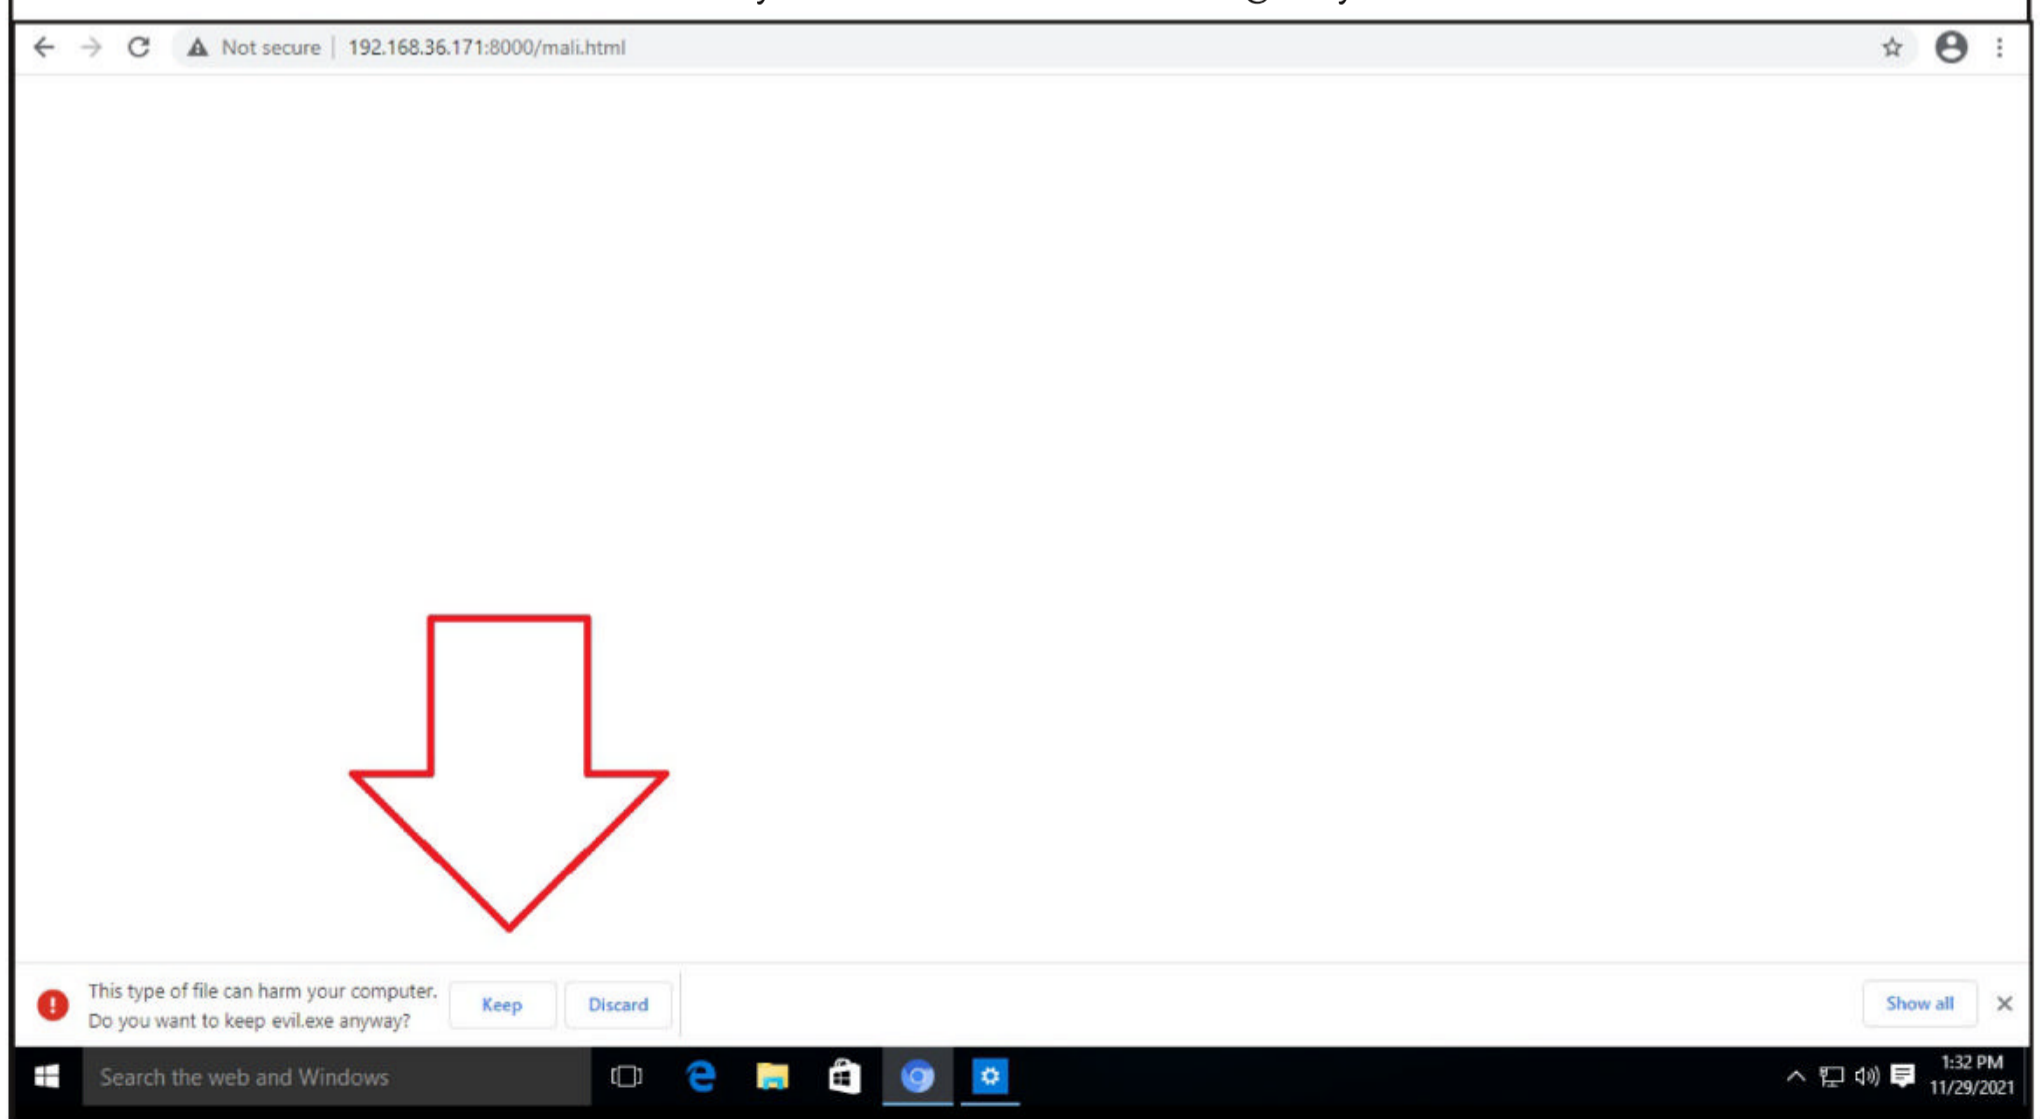 Not secure | 192.168.36.171:8000/mali.html
This type of file can harm your computer.
Do you want to keep evil.exe anyway?
Keep
Discard
Show all
Search the web and Windows
1:32 PM
11/29/2021